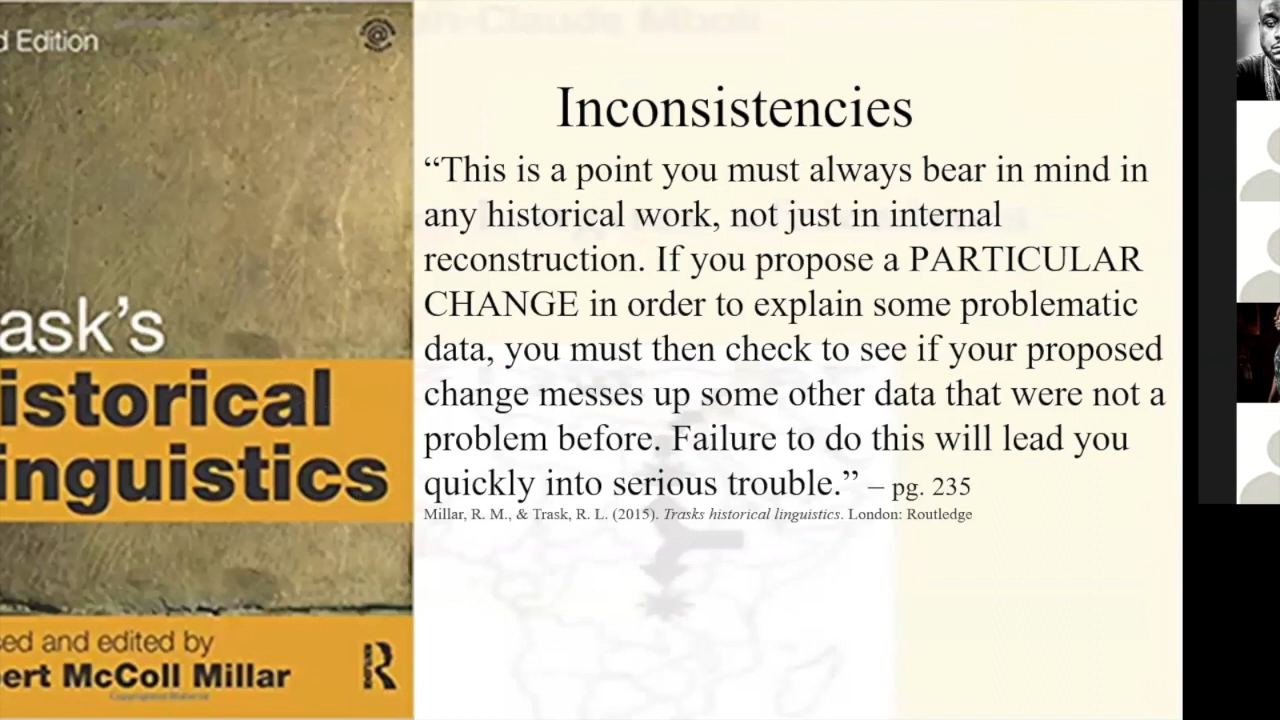 d Edition
ask's
istorical
inguistics
sed and edited by
ert McColl Millar
Inconsistencies
“This is a point you must always bear in mind in
any historical work, not just in internal
reconstruction. If you propose a PARTICULAR
CHANGE in order to explain some problematic
data, you must then check to see if your proposed
change messes up some other data that were not a
problem before. Failure to do this will lead you
quickly into serious trouble.” – pg. 235
Millar, R. M., & Trask, R. L. (2015). Trasks historical linguistics. London: Routledge